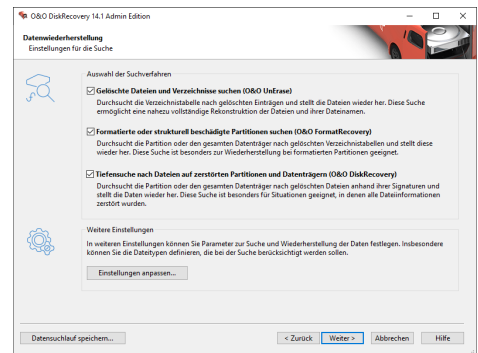 O&O DiskRecovery 14.1 Admin Edition
Datenwiederherstellung
Einstellungen für die Suche
Auswahl der Suchverfahren
Gelöschte Dateien und Verzeichnisse suchen (O&O UnErase)
Durchsucht die Verzeichnistabelle nach gelöschten Einträgen und stellt die Dateien wieder her. Diese Suche
ermöglicht eine nahezu vollständige Rekonstruktion der Dateien und ihrer Dateinamen.
Formatierte oder strukturell beschädigte Partitionen suchen (O&O FormatRecovery)
Durchsucht die Partition oder den gesamten Datenträger nach gelöschten Verzeichnistabellen und stellt diese
wieder her. Diese Suche ist besonders zur Wiederherstellung bei formatierten Partitionen geeignet.
Tiefensuche nach Dateien auf zerstörten Partitionen und Datenträgern (O&O DiskRecovery)
Durchsucht die Partition oder den gesamten Datenträger nach gelöschten Dateien anhand ihrer Signaturen und
stellt die Daten wieder her. Diese Suche ist besonders für Situationen geeignet, in denen alle Dateiinformationen
zerstört wurden.
Weitere Einstellungen
In weiteren Einstellungen können Sie Parameter zur Suche und Wiederherstellung der Daten festlegen. Insbesondere
können Sie die Dateitypen definieren, die bei der Suche berücksichtigt werden sollen.
Einstellungen anpassen...
Datensuchlauf speichern... < Zurück Weiter > Abbrechen Hilfe